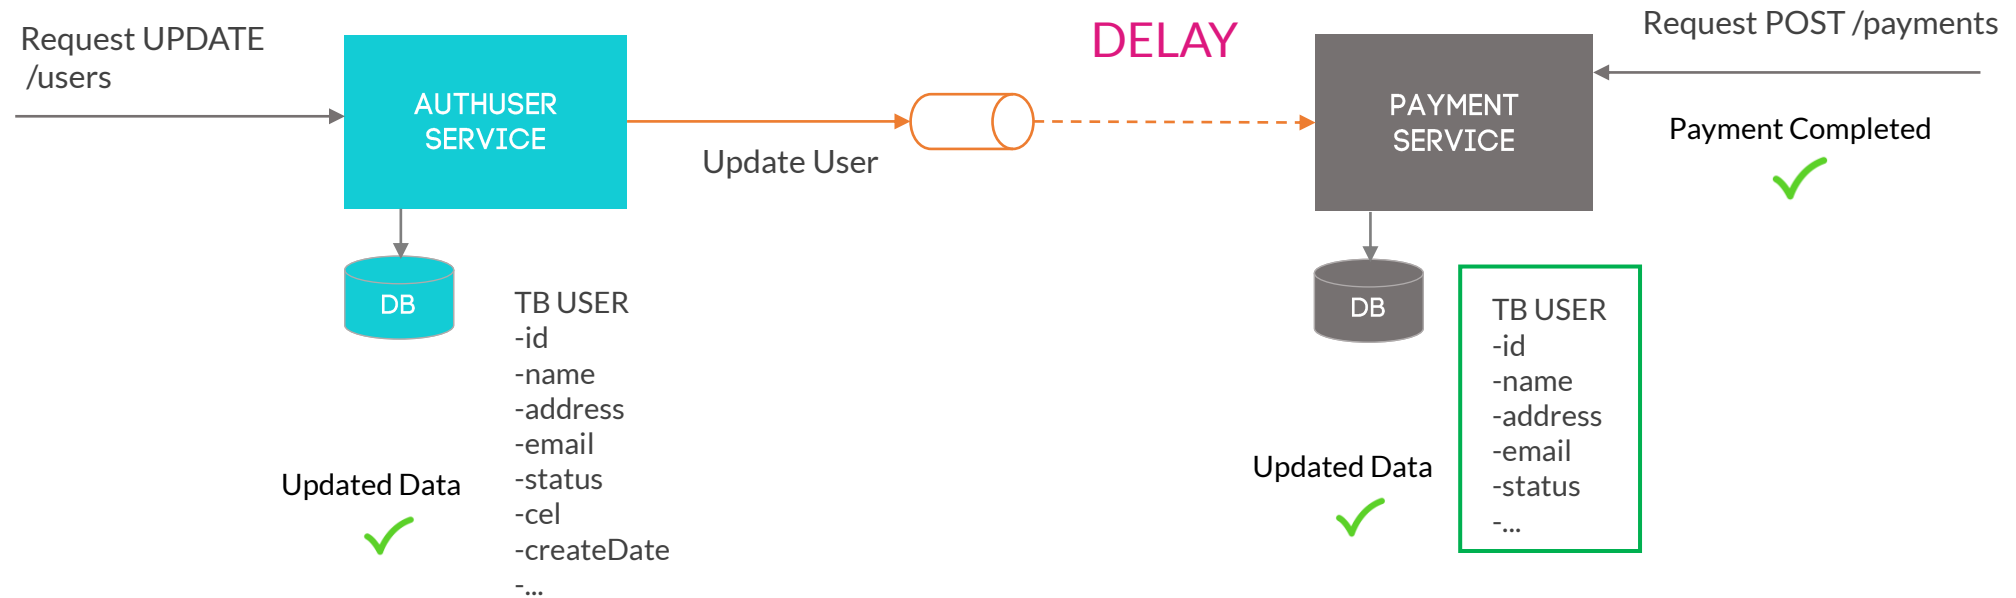 Request UPDATE
/users
AUTHUSER
SERVICE
Update User
DELAY
PAYMENT
SERVICE
Request POST /payments
Payment Completed
DB
TB USER
-id
-name
-address
-email
-status
-cel
-createDate
-...
Updated Data
DB
TB USER
-id
-name
-address
-email
-status
-...
Updated Data